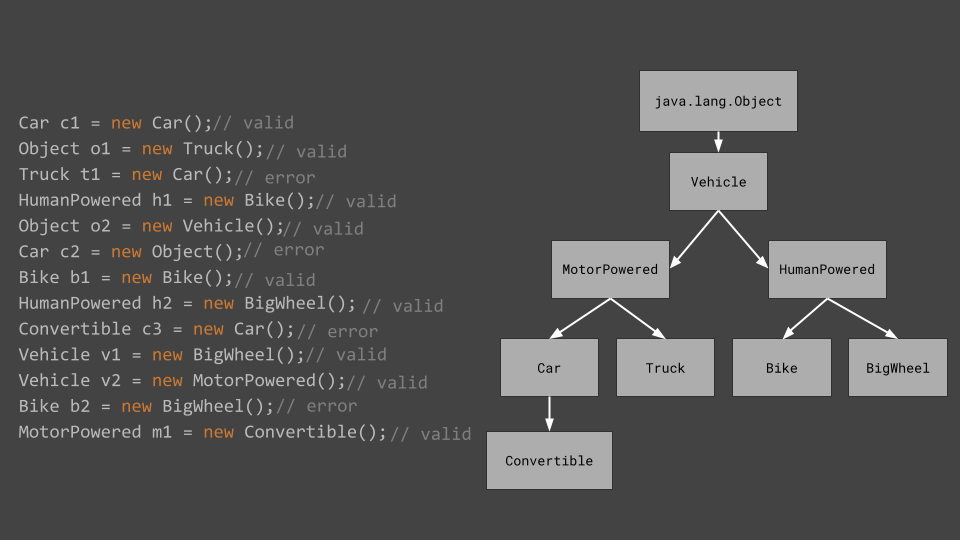 Car c1 = new Car();// valid
Object o1 = new Truck();// valid
Truck t1 = new Car();// error
HumanPowered h1 = new Bike();// valid
Object o2 = new Vehicle();// valid
Car c2 = new Object();// error
Bike b1 = new Bike();// valid
HumanPowered h2 = new BigWheel(); // valid
Convertible c3 = new Car();// error
Vehicle v1 = new BigWheel();// valid
Vehicle v2 = new MotorPowered();// valid
Bike b2 = new BigWheel();// error
MotorPowered m1 = new Convertible();// valid
java.lang.Object
Vehicle
MotorPowered
HumanPowered
Car
Truck
Bike
BigWheel
Convertible